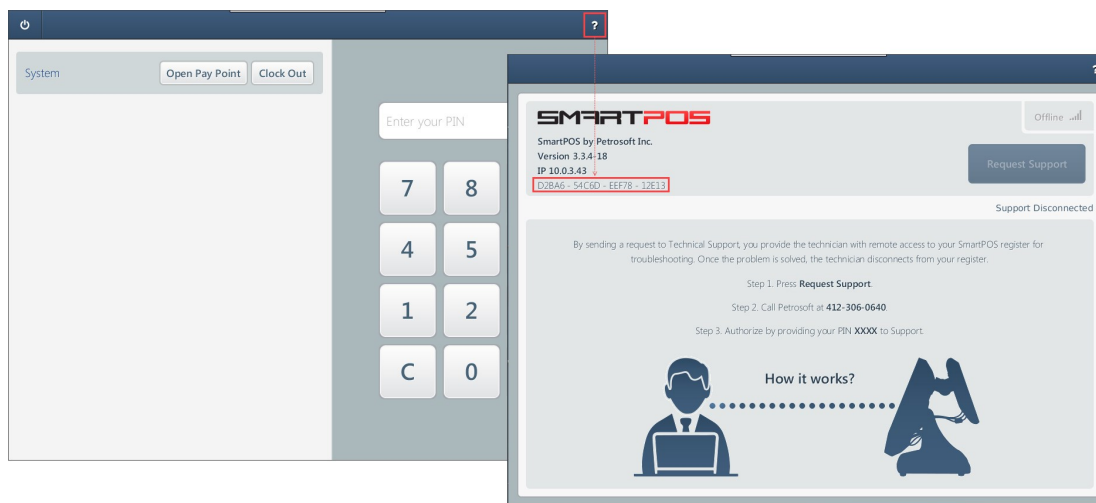 ?
System
Open Pay Point
Clock Out
Enter your PIN
7 8
4 5
1 2
C 0
?
SMARTPOS
Offline
SmartPOS by Petrosoft Inc.
Version 3.3.4-18
IP 10.0.3.43
D2BA6 - 54C6D - EEF78 - 12E13
Request Support
Support Disconnected
By sending a request to Technical Support, you provide the technician with remote access to your SmartPOS register for
troubleshooting. Once the problem is solved, the technician disconnects from your register.
Step 1. Press Request Support.
Step 2. Call Petrosoft at 412-306-0640.
Step 3. Authorize by providing your PIN XXXX to Support.
How it works?